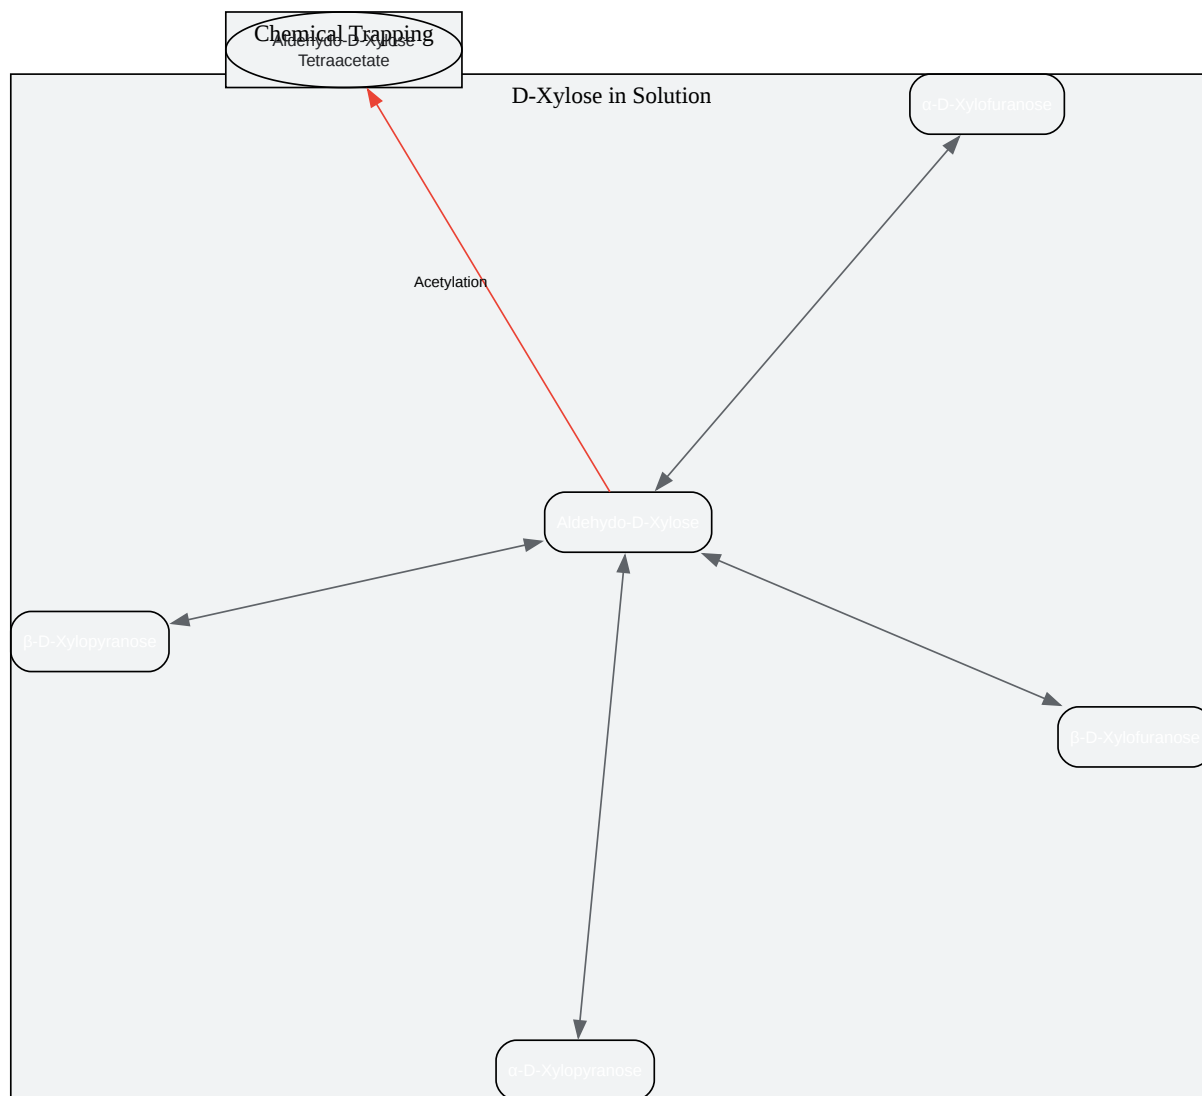 Chemical Trapping
Aldehydo-D-Xylose
Tetraacetate
D-Xylose in Solution
α-D-Xylofuranose
Acetylation
Aldehydo-D-Xylose
β-D-Xylopyranose
β-D-Xylofuranose
α-D-Xylopyranose